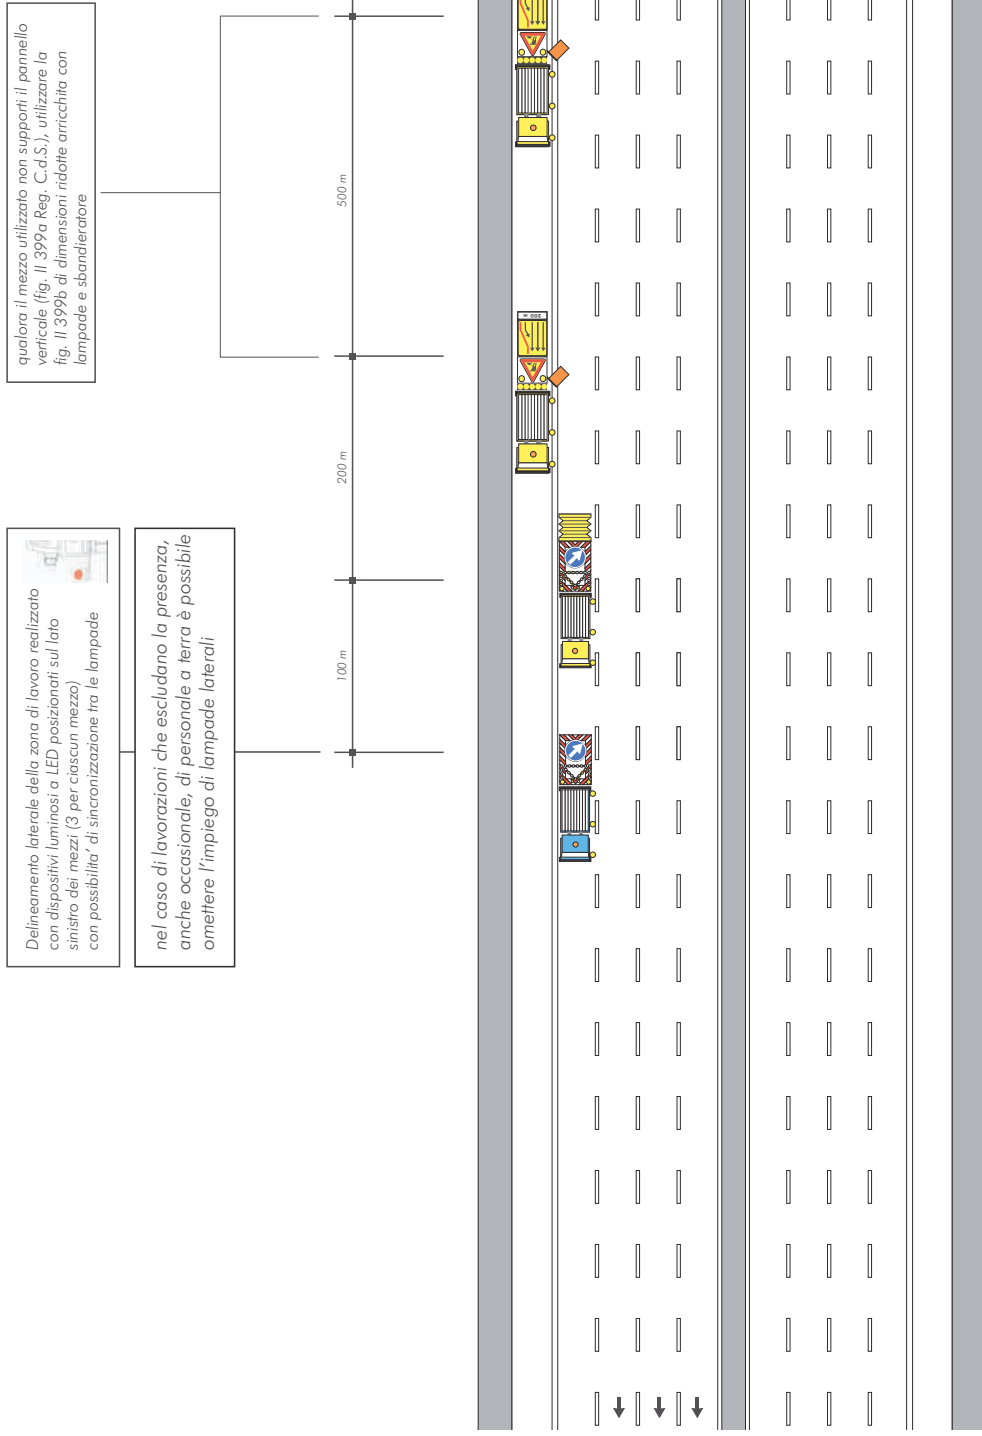 qualora il mezzo utilizzato non supporti il pannello
verticale (fig. II 399a Reg. C.d.S.), utilizzare la
fig. II 399b di dimensioni ridotte arricchita con
lampade e sbandieratore
500 m
200 m
100 m
200 m
Delineamento laterale della zona di lavoro realizzato
con dispositivi luminosi a LED posizionati sul lato
sinistro dei mezzi (3 per ciascun mezzo)
con possibilita' di sincronizzazione tra le lampade
nel caso di lavorazioni che escludano la presenza,
anche occasionale, di personale a terra è possibile
omettere l'impiego di lampade laterali